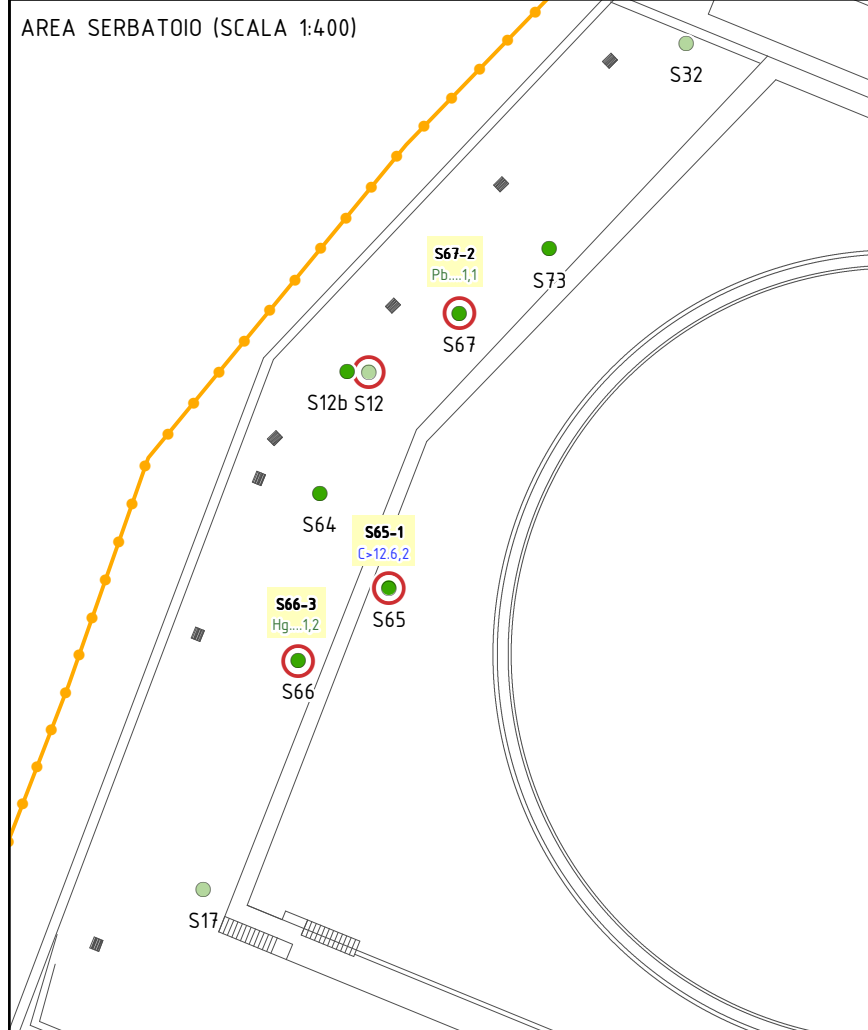 AREA SERBATOIO (SCALA 1:400)
S32
S67-2
Pb....1,1
S73
S67
S12b
S12
S64
S65-1
C>12.6,2
S65
S66-3
Hg....1,2
S66
S17